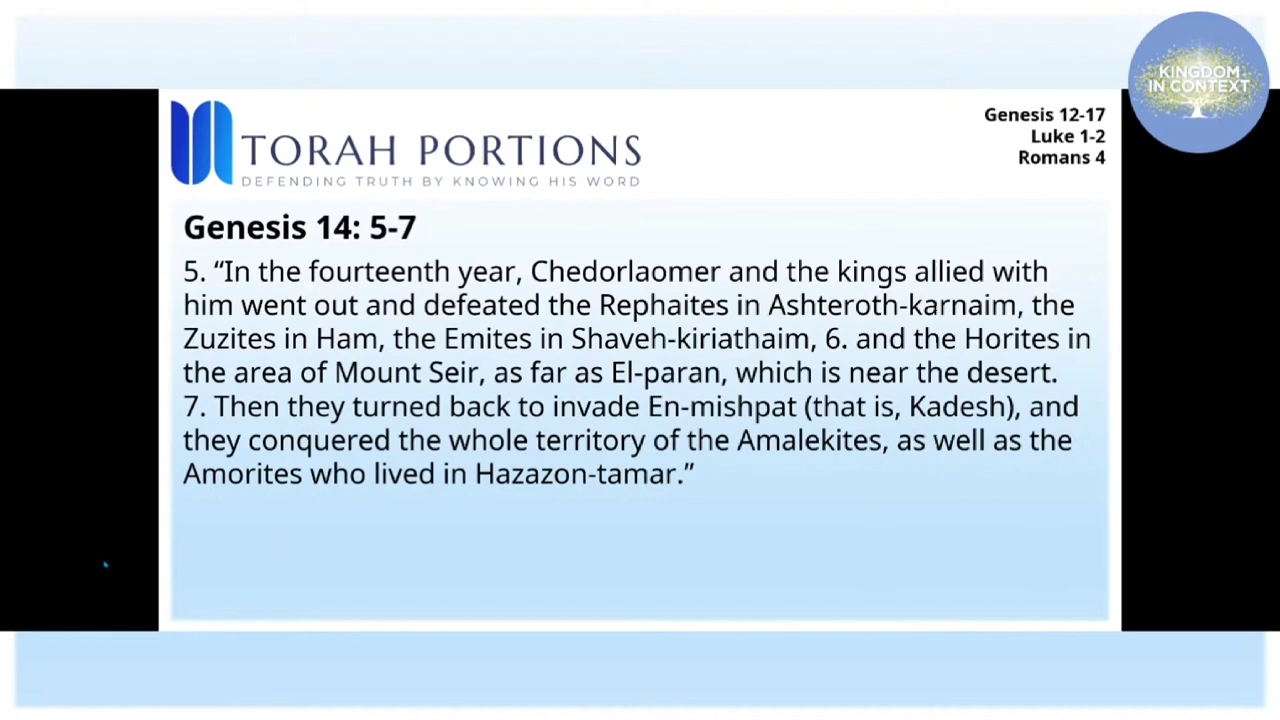 KINGDOM
IN CONTEXT
Genesis 12-17
Luke 1-2
Romans 4
TORAH PORTIONS
DEFENDING TRUTH BY KNOWING HIS WORD
Genesis 14: 5-7
5. “In the fourteenth year, Chedorlaomer and the kings allied with
him went out and defeated the Rephaites in Ashteroth-karnaim, the
Zuzites in Ham, the Emites in Shaveh-kiriathaim, 6. and the Horites in
the area of Mount Seir, as far as El-paran, which is near the desert.
7. Then they turned back to invade En-mishpat (that is, Kadesh), and
they conquered the whole territory of the Amalekites, as well as the
Amorites who lived in Hazazon-tamar.”